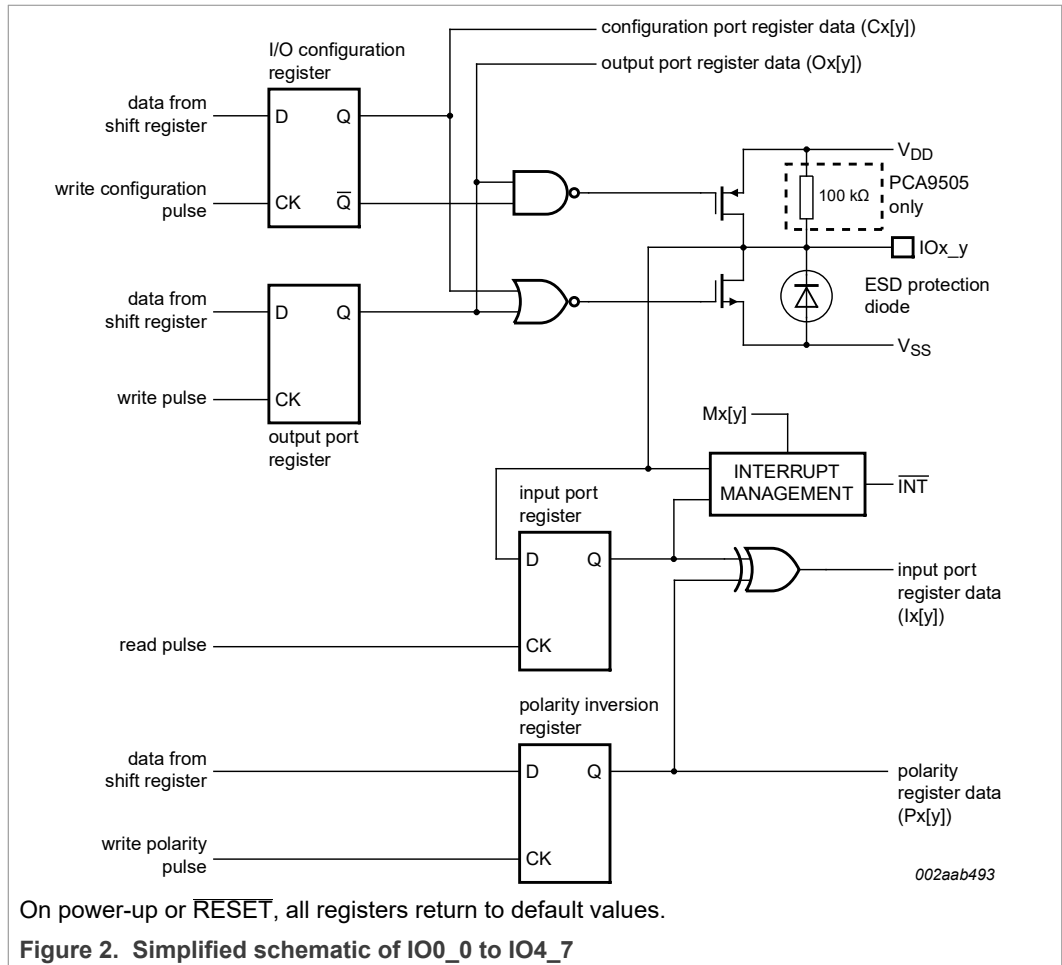 configuration port register data (Cx[y])
I/O configuration
register
output port register data (Ox[y])
data from
shift register
D
Q
VDD
write configuration
pulse
CK
Q̅
100 kΩ
PCA9505
only
IOx_y
data from
shift register
D
Q
ESD protection
diode
VSS
write pulse
CK
output port
register
Mx[y]
INTERRUPT
MANAGEMENT
I̅N̅T̅
input port
register
D
Q
input port
register data
(Ix[y])
read pulse
CK
polarity inversion
register
data from
shift register
D
Q
polarity
register data
(Px[y])
write polarity
pulse
CK
002aab493
On power-up or R̅E̅S̅E̅T̅, all registers return to default values.
Figure 2. Simplified schematic of IO0_0 to IO4_7